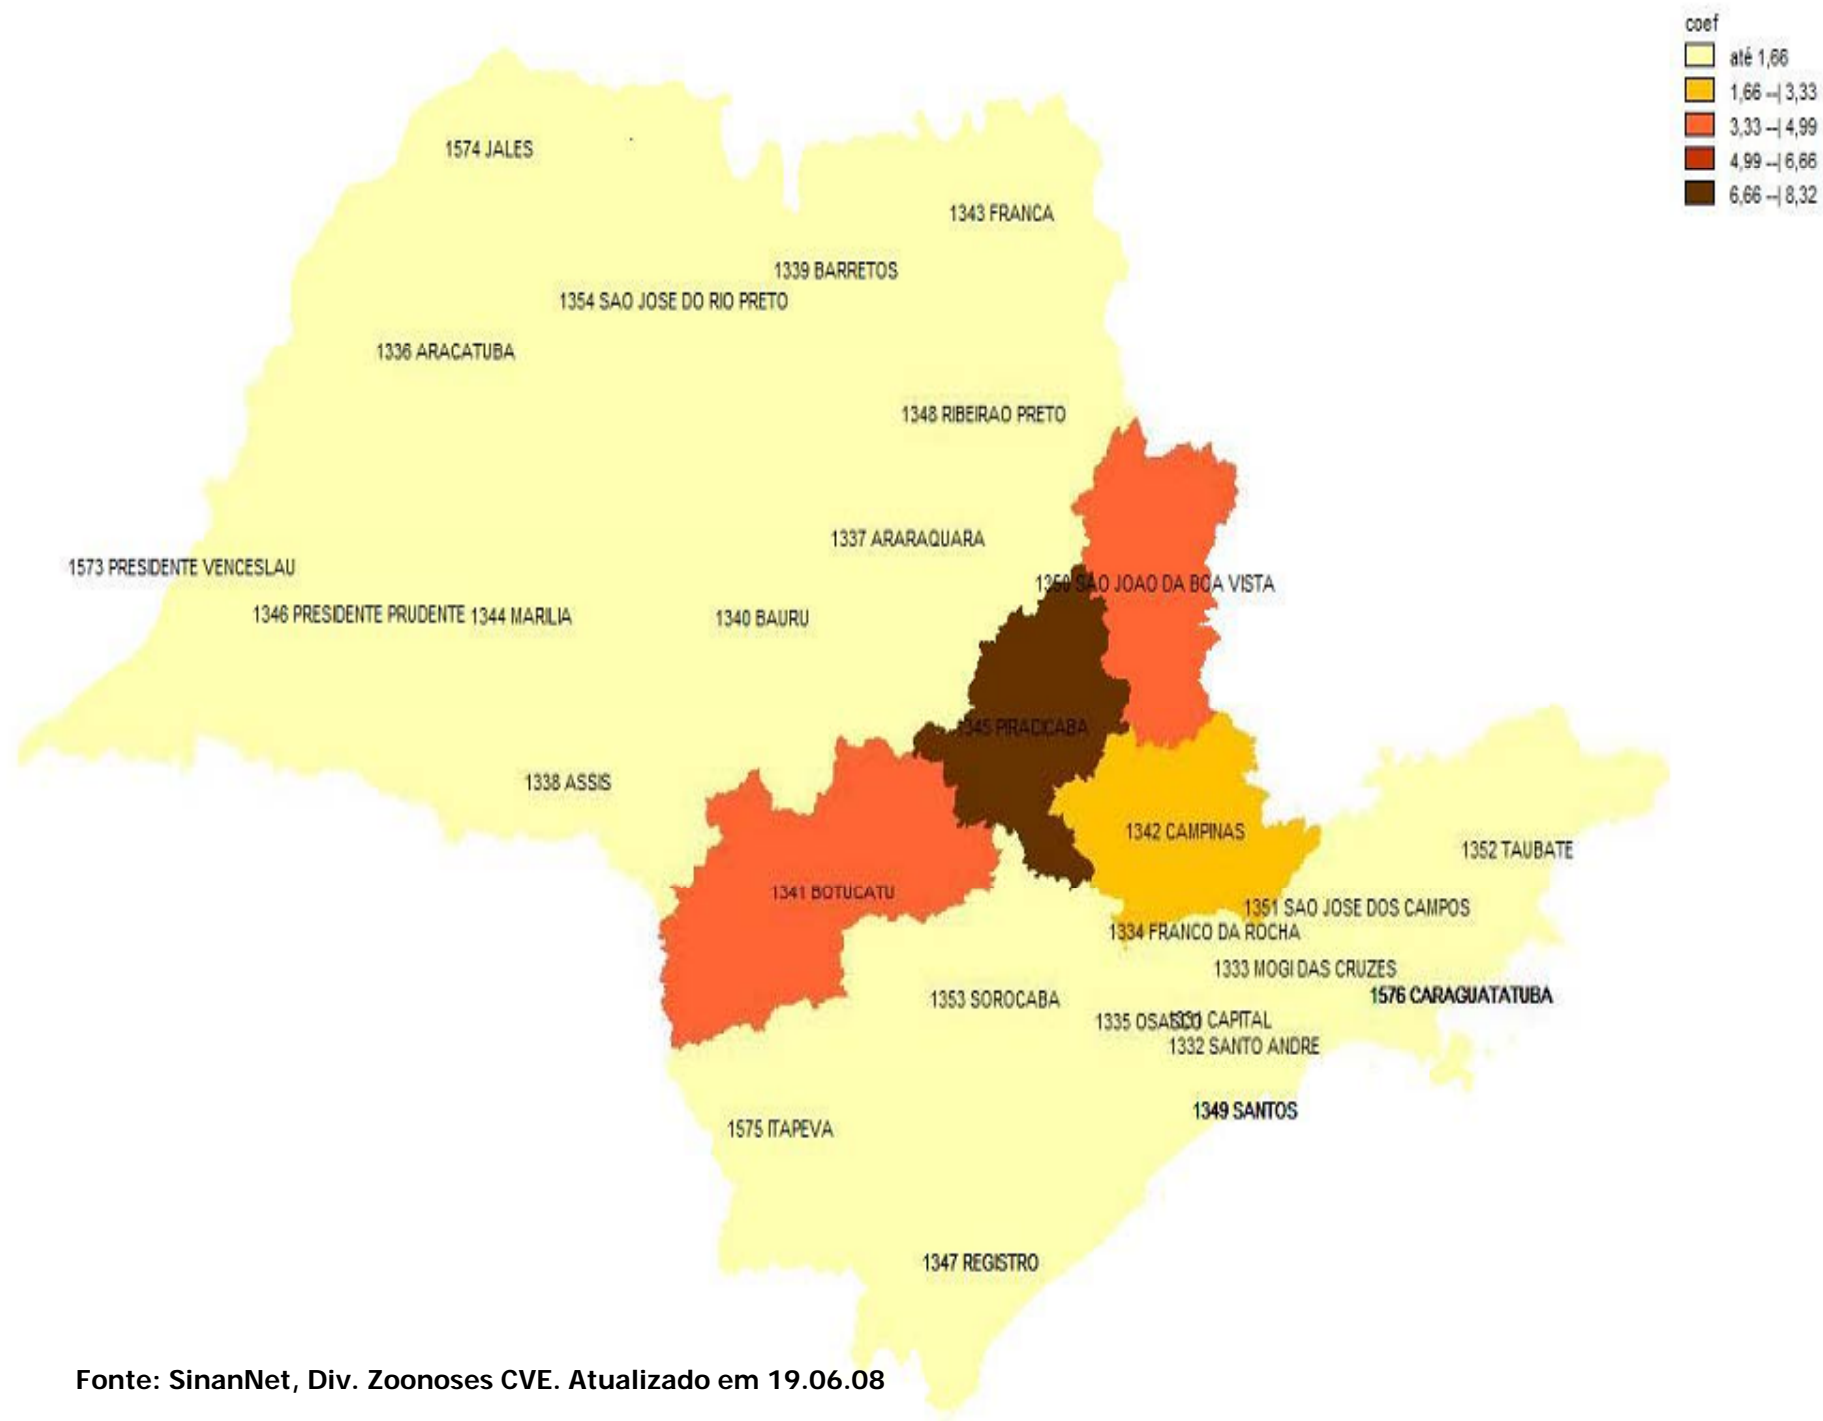 coef
até 1,66
1,66 --| 3,33
3,33 --| 4,99
4,99 --| 6,66
6,66 --| 8,32
1574 JALES
1343 FRANCA
1339 BARRETOS
1354 SAO JOSE DO RIO PRETO
1336 ARACATUBA
1348 RIBEIRAO PRETO
1337 ARARAQUARA
1573 PRESIDENTE VENCESLAU
1350 SAO JOAO DA BOA VISTA
1346 PRESIDENTE PRUDENTE
1344 MARILIA
1340 BAURU
1345 PIRACICABA
1338 ASSIS
1342 CAMPINAS
1352 TAUBATE
1341 BOTUCATU
1351 SAO JOSE DOS CAMPOS
1334 FRANCO DA ROCHA
1333 MOGI DAS CRUZES
1576 CARAGUATATUBA
1353 SOROCABA
1335 OSASCO
1331 CAPITAL
1332 SANTO ANDRE
1349 SANTOS
1575 ITAPEVA
1347 REGISTRO
Fonte: SinanNet, Div. Zoonoses CVE. Atualizado em 19.06.08